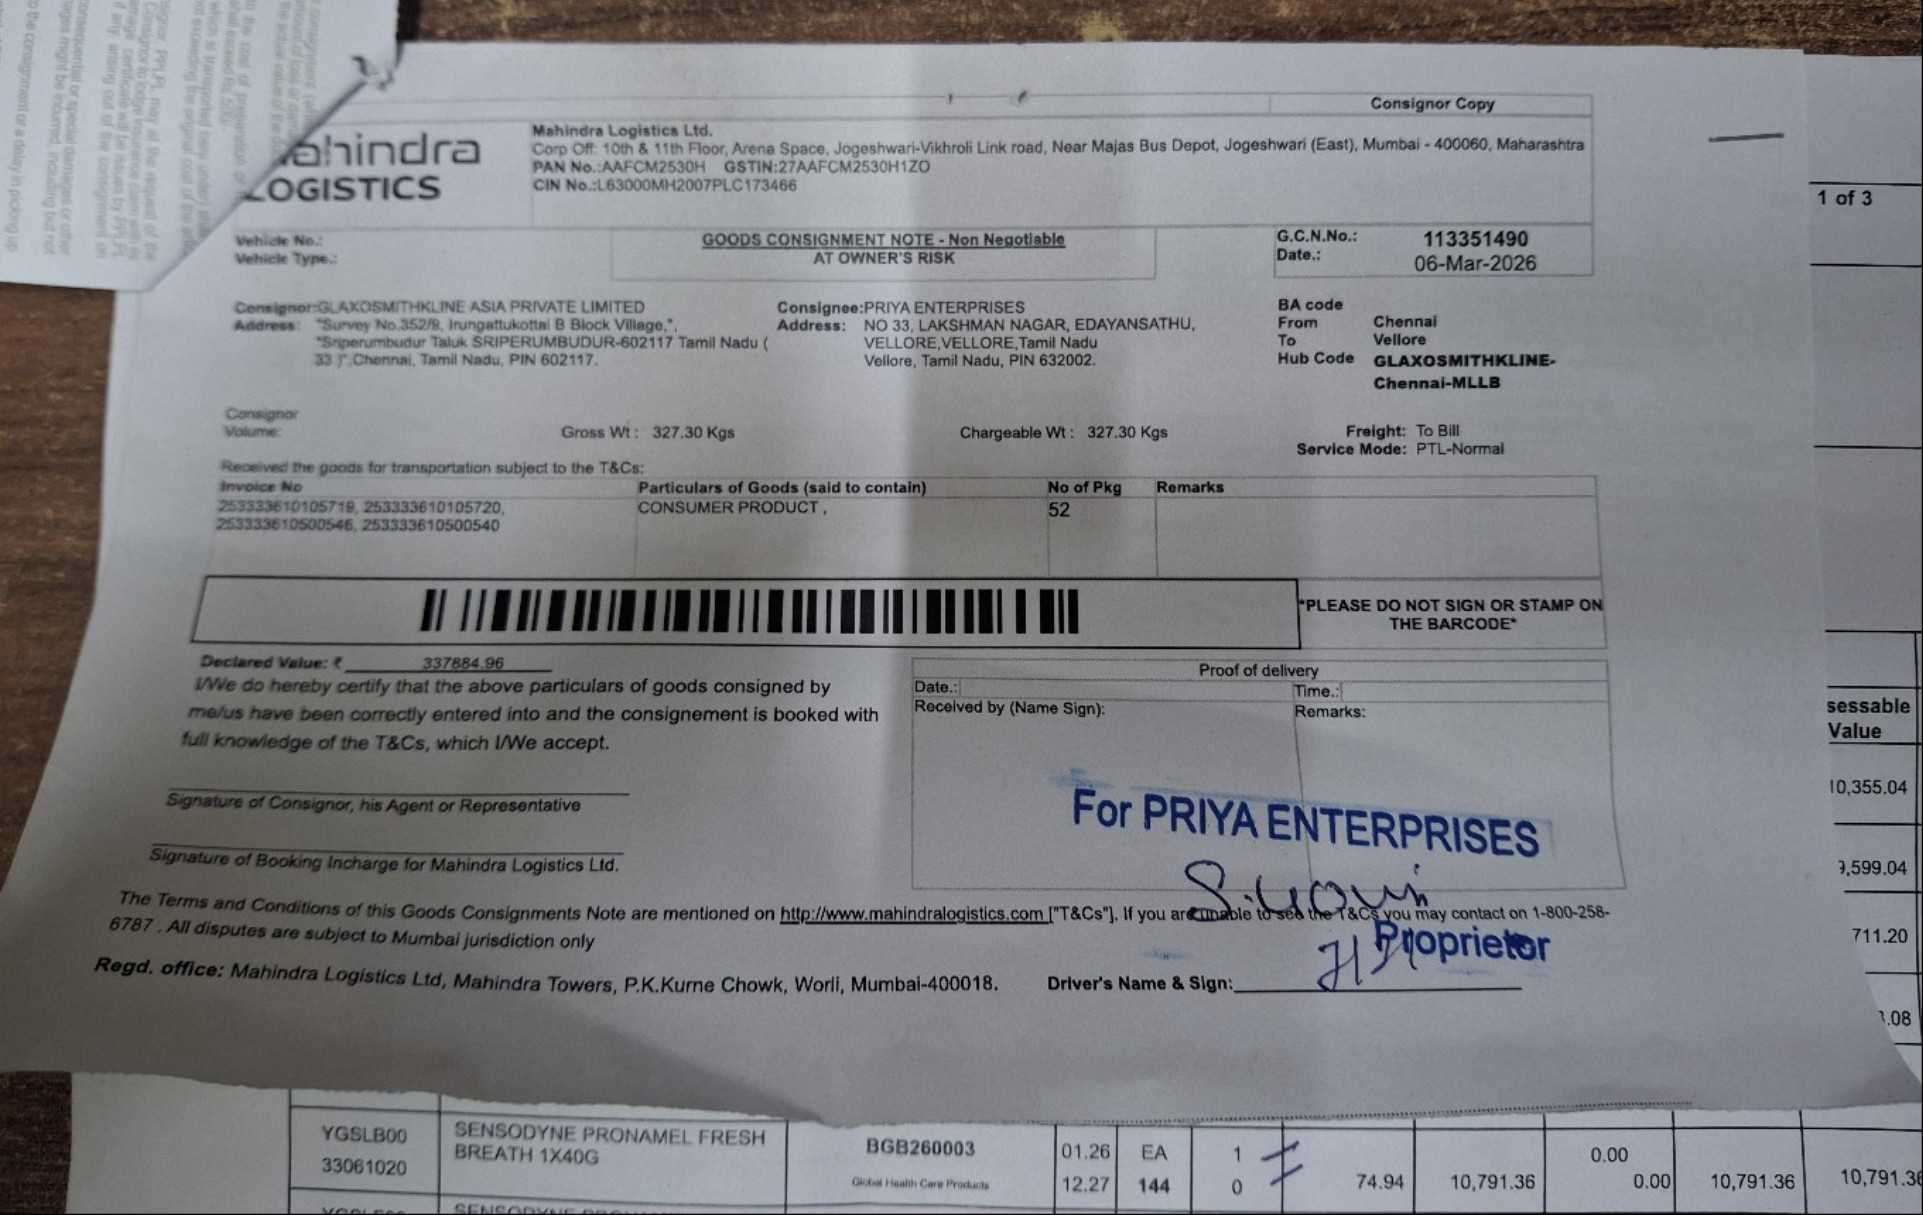 Consignor Copy
LOGISTICS
Mahindra Logistics Ltd.
Corp Off: 10th & 11th Floor, Arena Space, Jogeshwari-Vikhroli Link road, Near Majas Bus Depot, Jogeshwari (East), Mumbai - 400060, Maharashtra
PAN No.:AAFCM2530H GSTIN:27AAFCM2530H1ZO
CIN No.:L63000MH2007PLC173466
1 of 3
Vehicle No.:
Vehicle Type.:
GOODS CONSIGNMENT NOTE - Non Negotiable
AT OWNER'S RISK
G.C.N.No.: 113351490
Date.: 06-Mar-2026
Consignor:GLAXOSMITHKLINE ASIA PRIVATE LIMITED
Address: "Survey No.352/8, Irungattukottai B Block Village,",
"Sriperumbudur Taluk SRIPERUMBUDUR-602117 Tamil Nadu (
33 )",Chennai, Tamil Nadu, PIN 602117.
Consignee:PRIYA ENTERPRISES
Address: NO 33, LAKSHMAN NAGAR, EDAYANSATHU,
VELLORE,VELLORE,Tamil Nadu
Vellore, Tamil Nadu, PIN 632002.
BA code
From Chennai
To Vellore
Hub Code GLAXOSMITHKLINE-
Chennai-MLLB
Consignor
Volume:
Gross Wt : 327.30 Kgs
Chargeable Wt : 327.30 Kgs
Freight: To Bill
Service Mode: PTL-Normal
Received the goods for transportation subject to the T&Cs:
Invoice No Particulars of Goods (said to contain) No of Pkg Remarks
253333610105719, 253333610105720, CONSUMER PRODUCT , 52
253333610500546, 253333610500540
*PLEASE DO NOT SIGN OR STAMP ON
THE BARCODE*
Declared Value: ₹ 337884.96
I/We do hereby certify that the above particulars of goods consigned by
me/us have been correctly entered into and the consignement is booked with
full knowledge of the T&Cs, which I/We accept.
Proof of delivery
Date.: Time.:
Received by (Name Sign): Remarks:
sessable
Value
10,355.04
9,599.04
711.20
.08
Signature of Consignor, his Agent or Representative
Signature of Booking Incharge for Mahindra Logistics Ltd.
For PRIYA ENTERPRISES
Proprietor
The Terms and Conditions of this Goods Consignments Note are mentioned on http://www.mahindralogistics.com ["T&Cs"]. If you are unable to see the T&Cs you may contact on 1-800-258-
6787 . All disputes are subject to Mumbai jurisdiction only
Regd. office: Mahindra Logistics Ltd, Mahindra Towers, P.K.Kurne Chowk, Worli, Mumbai-400018.
Driver's Name & Sign:
YGSLB00 SENSODYNE PRONAMEL FRESH BGB260003 01.26 EA 1 0.00
33061020 BREATH 1X40G Global Health Care Products 12.27 144 0 74.94 10,791.36 0.00 10,791.36 10,791.36